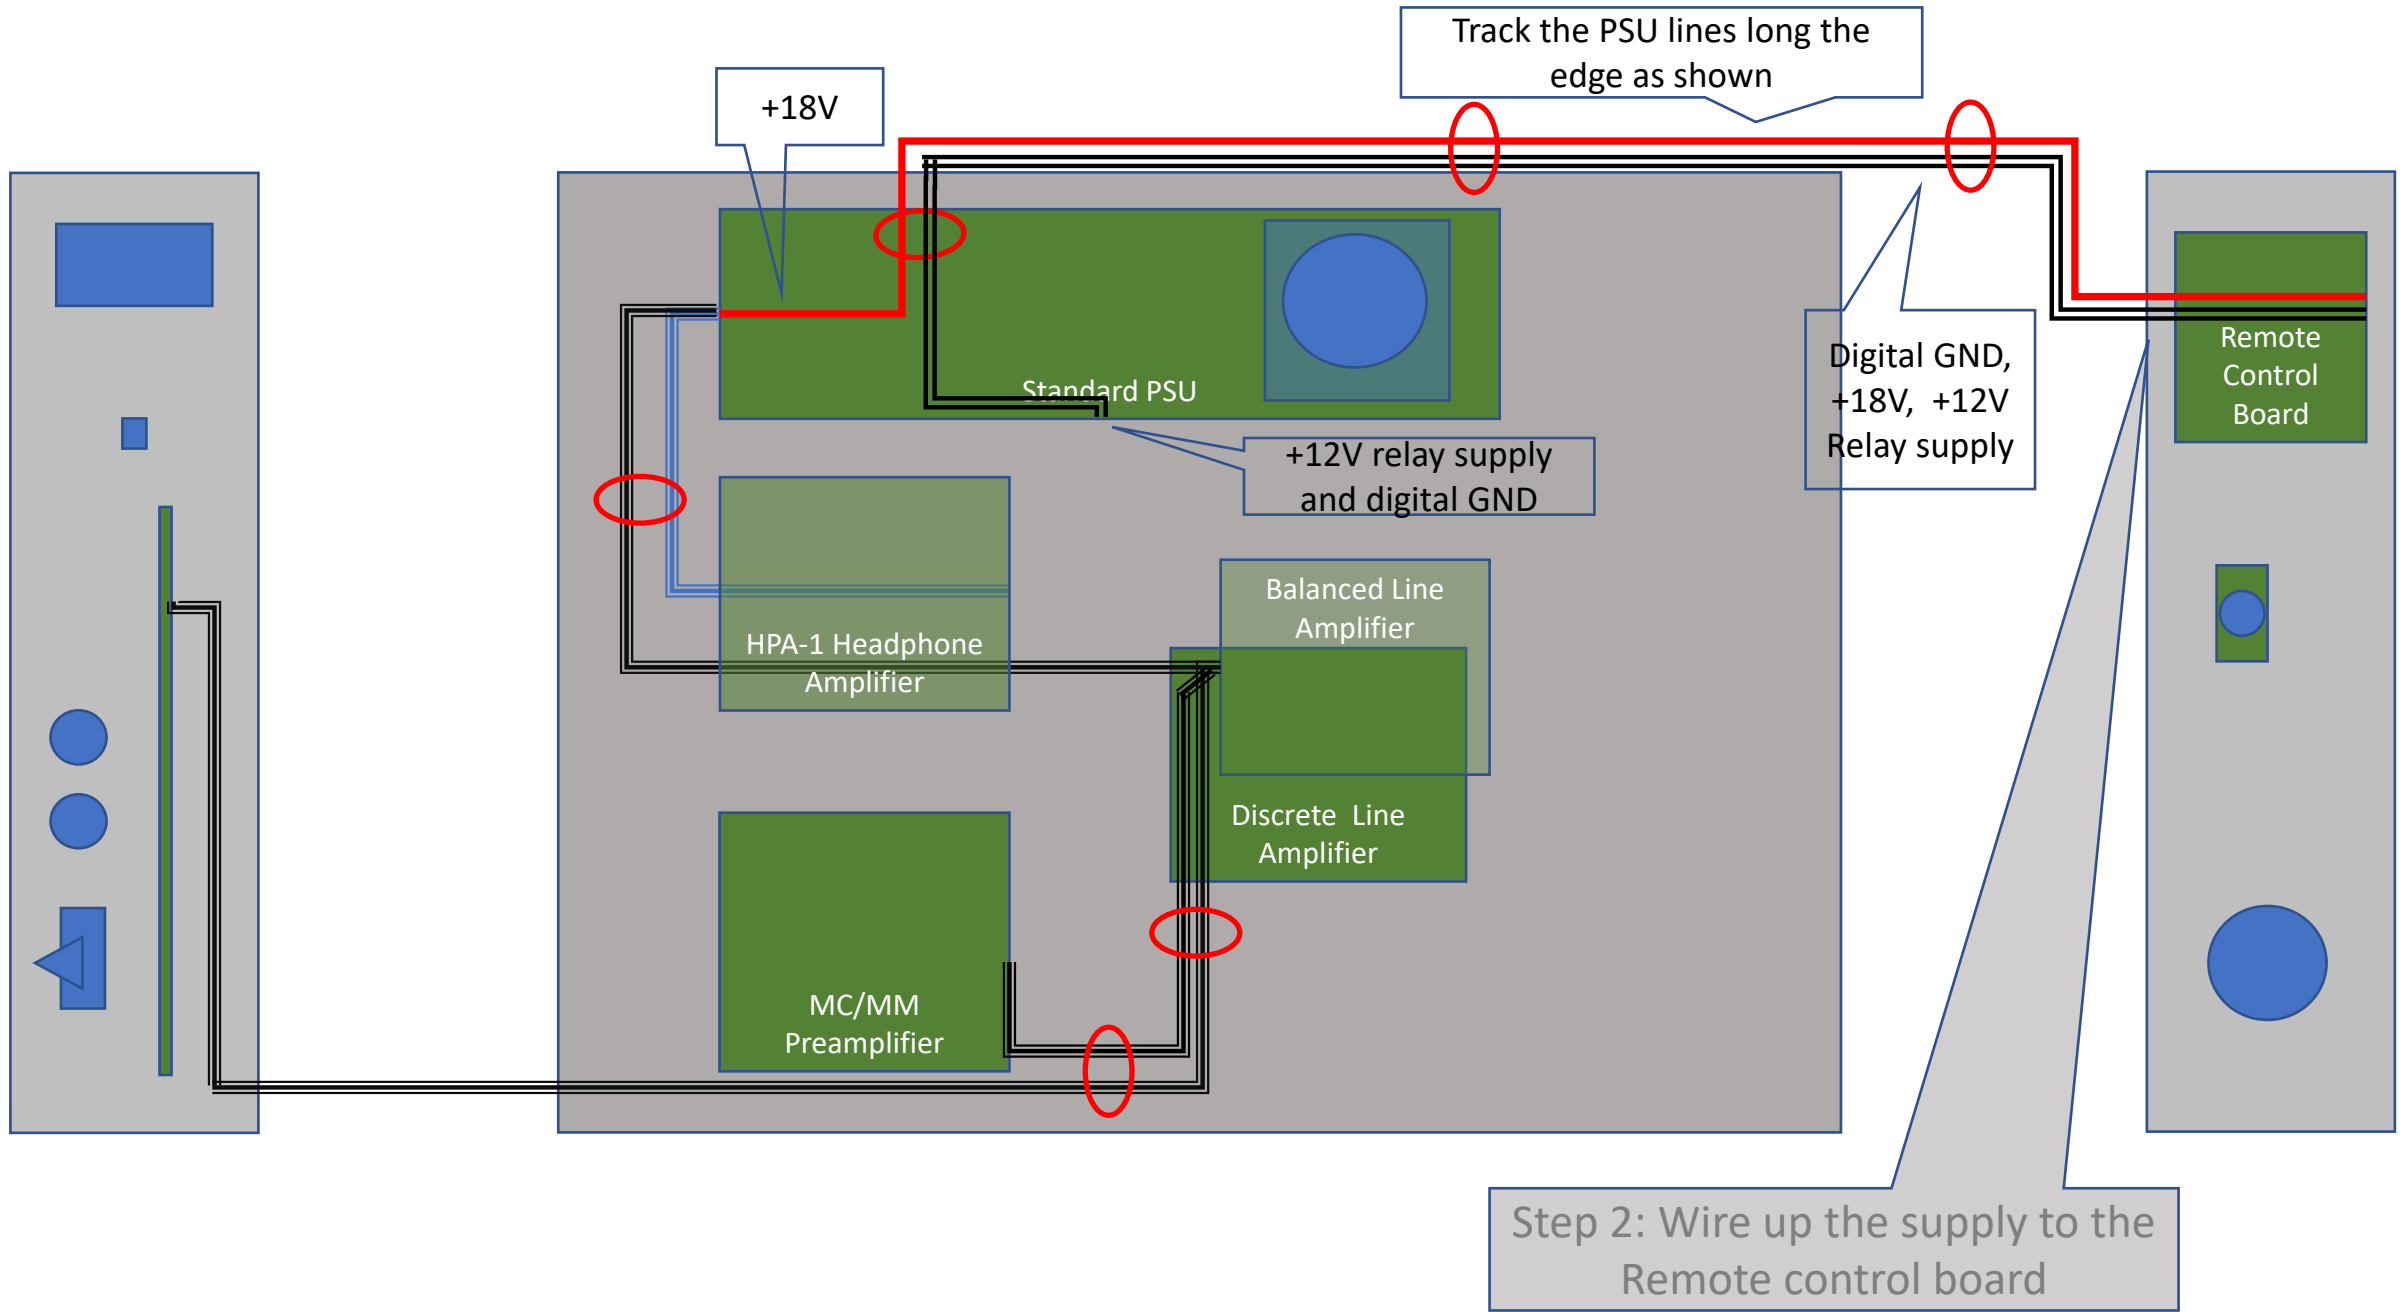 Track the PSU lines long the
edge as shown
+18V
Digital GND,
+18V, +12V
Relay supply
Remote
Control
Board
Standard PSU
+12V relay supply
and digital GND
Balanced Line
Amplifier
HPA-1 Headphone
Amplifier
Discrete Line
Amplifier
MC/MM
Preamplifier
Step 2: Wire up the supply to the
Remote control board